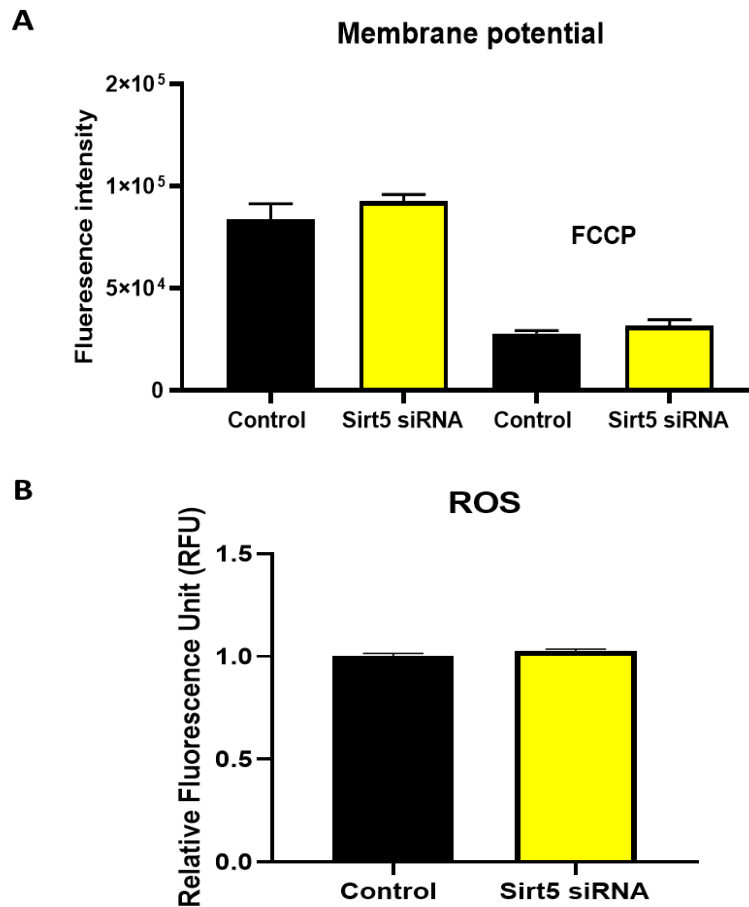 A
Membrane potential
Flueresence intensity
2×10⁵
1×10⁵
5×10⁴
0
FCCP
Control Sirt5 siRNA Control Sirt5 siRNA
B
ROS
Relative Fluorescence Unit (RFU)
1.5
1.0
0.5
0.0
Control Sirt5 siRNA